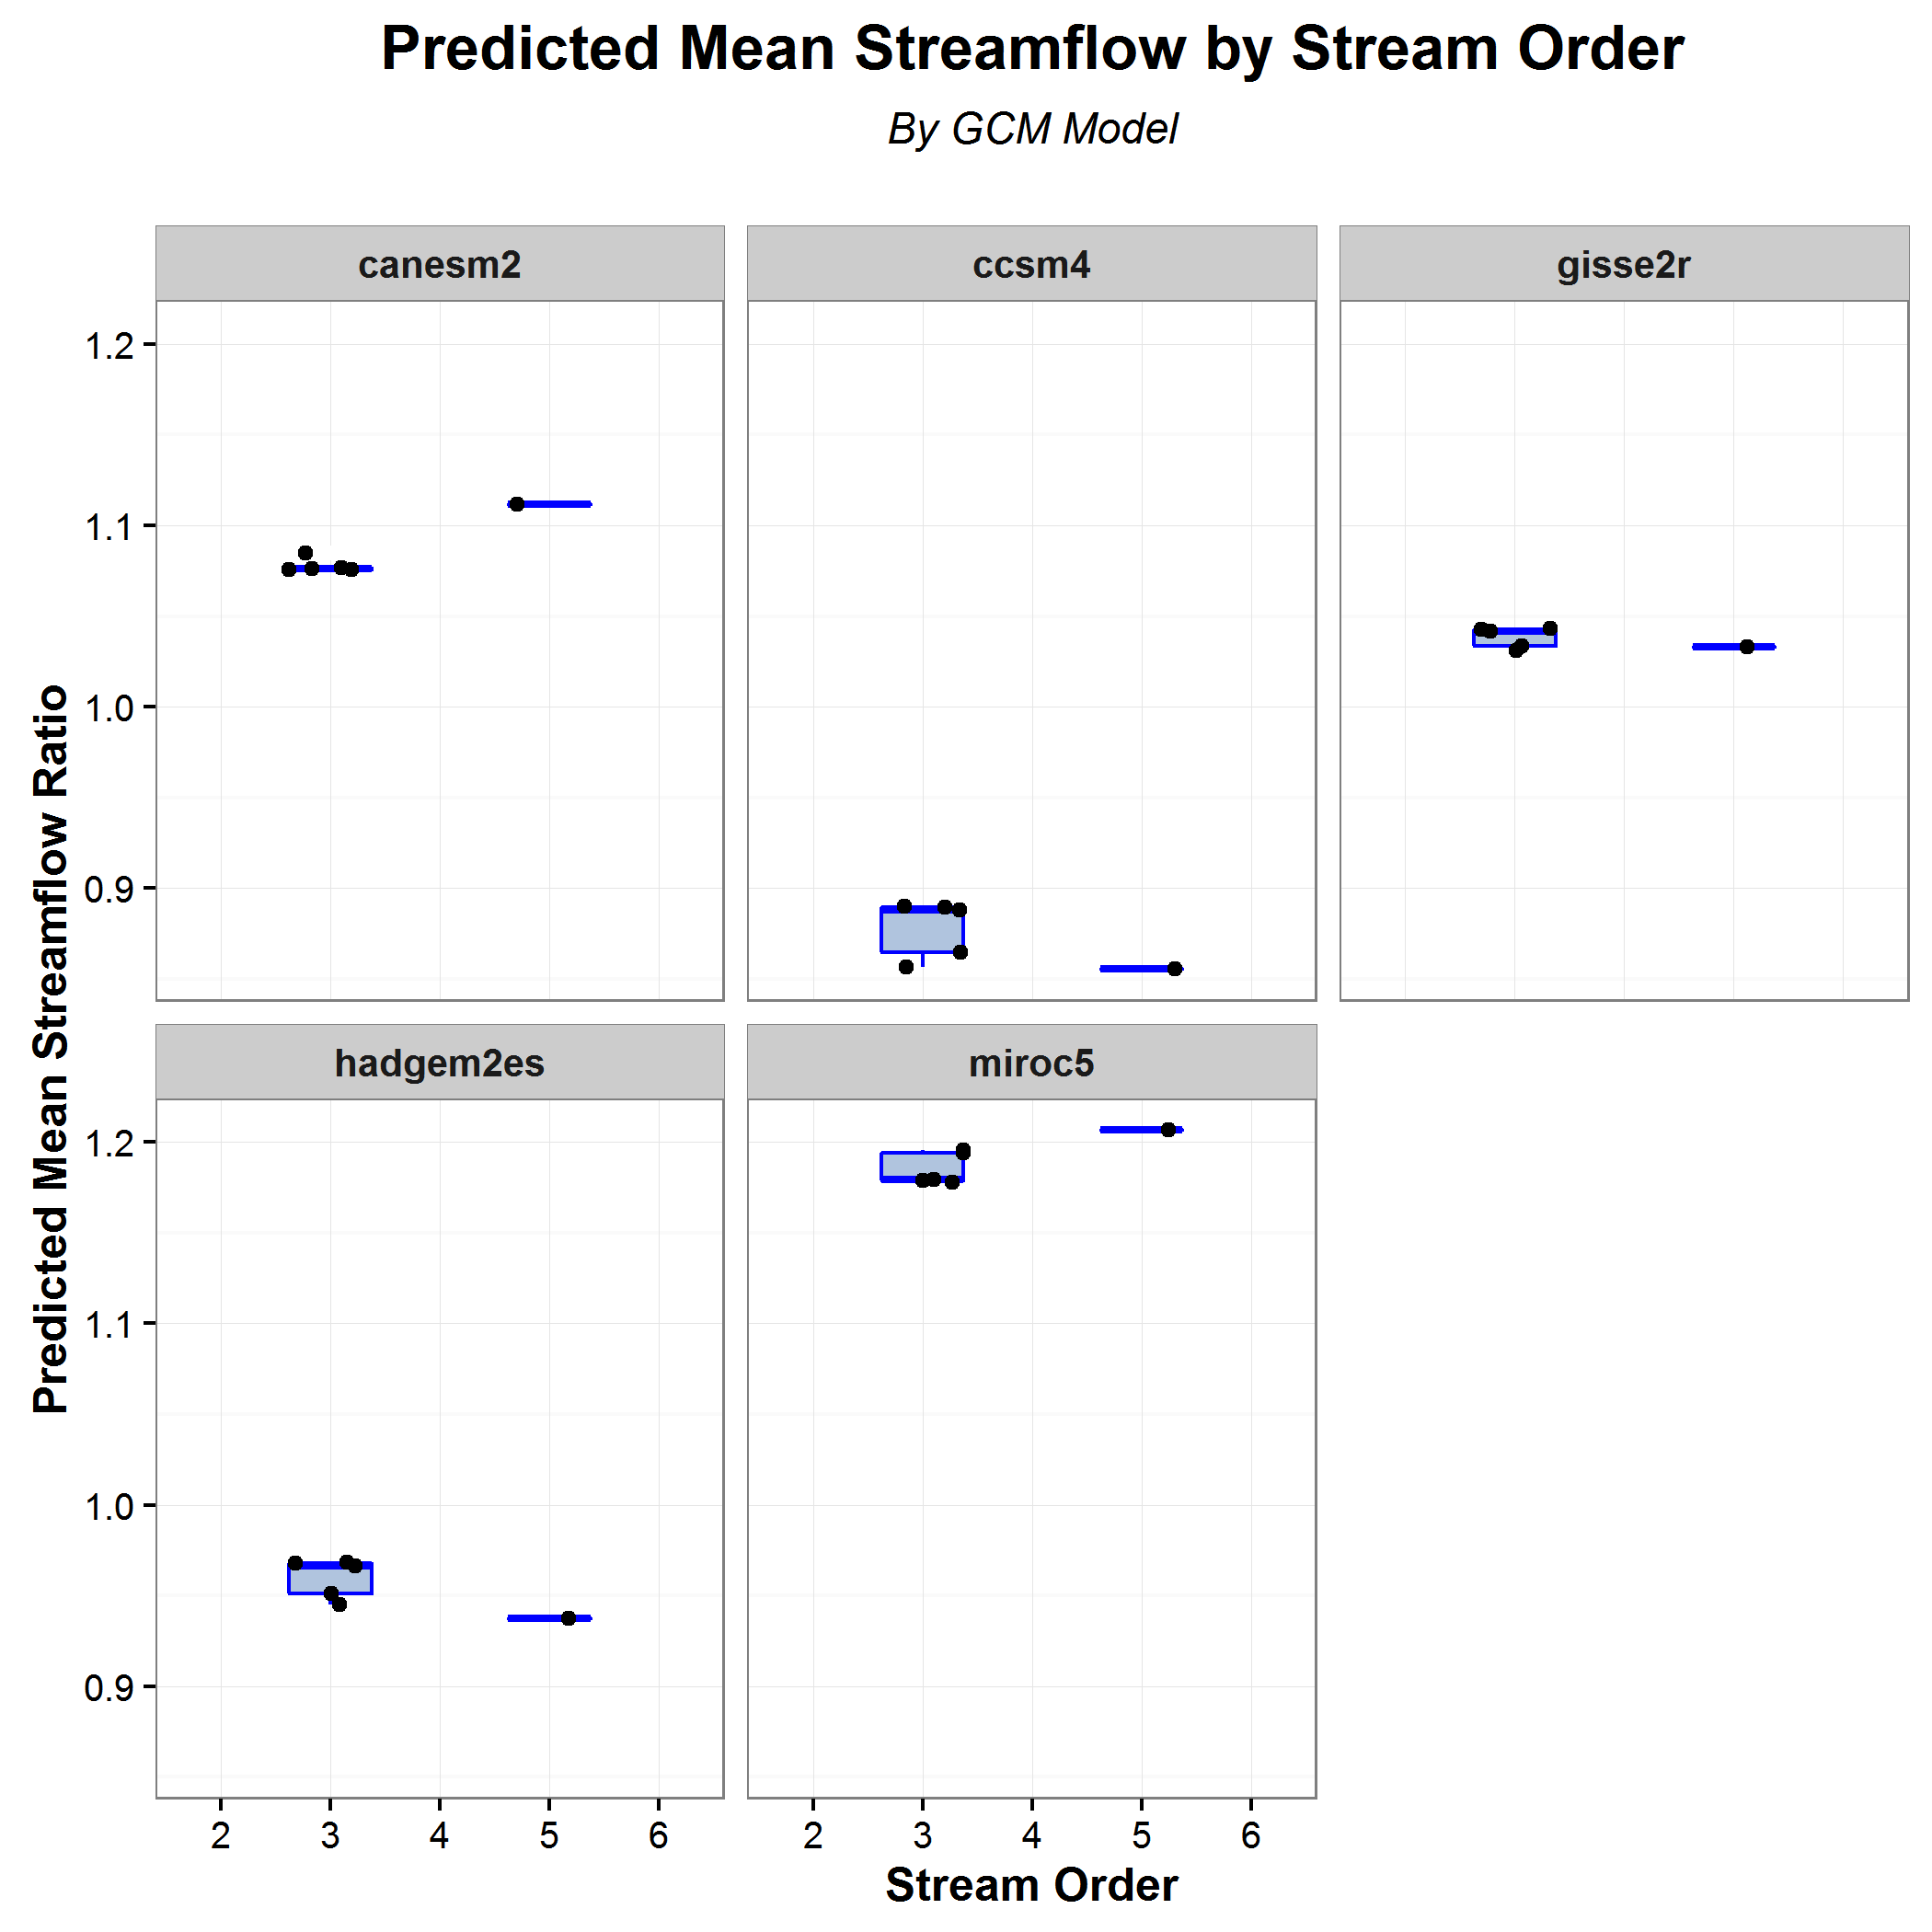 Predicted Mean Streamflow by Stream Order
By GCM Model
canesm2
ccsm4
gisse2r
1.2
1.1
1.0
0.9
Predicted Mean Streamflow Ratio
hadgem2es
miroc5
1.2
1.1
1.0
0.9
2 3 4 5 6
2 3 4 5 6
Stream Order